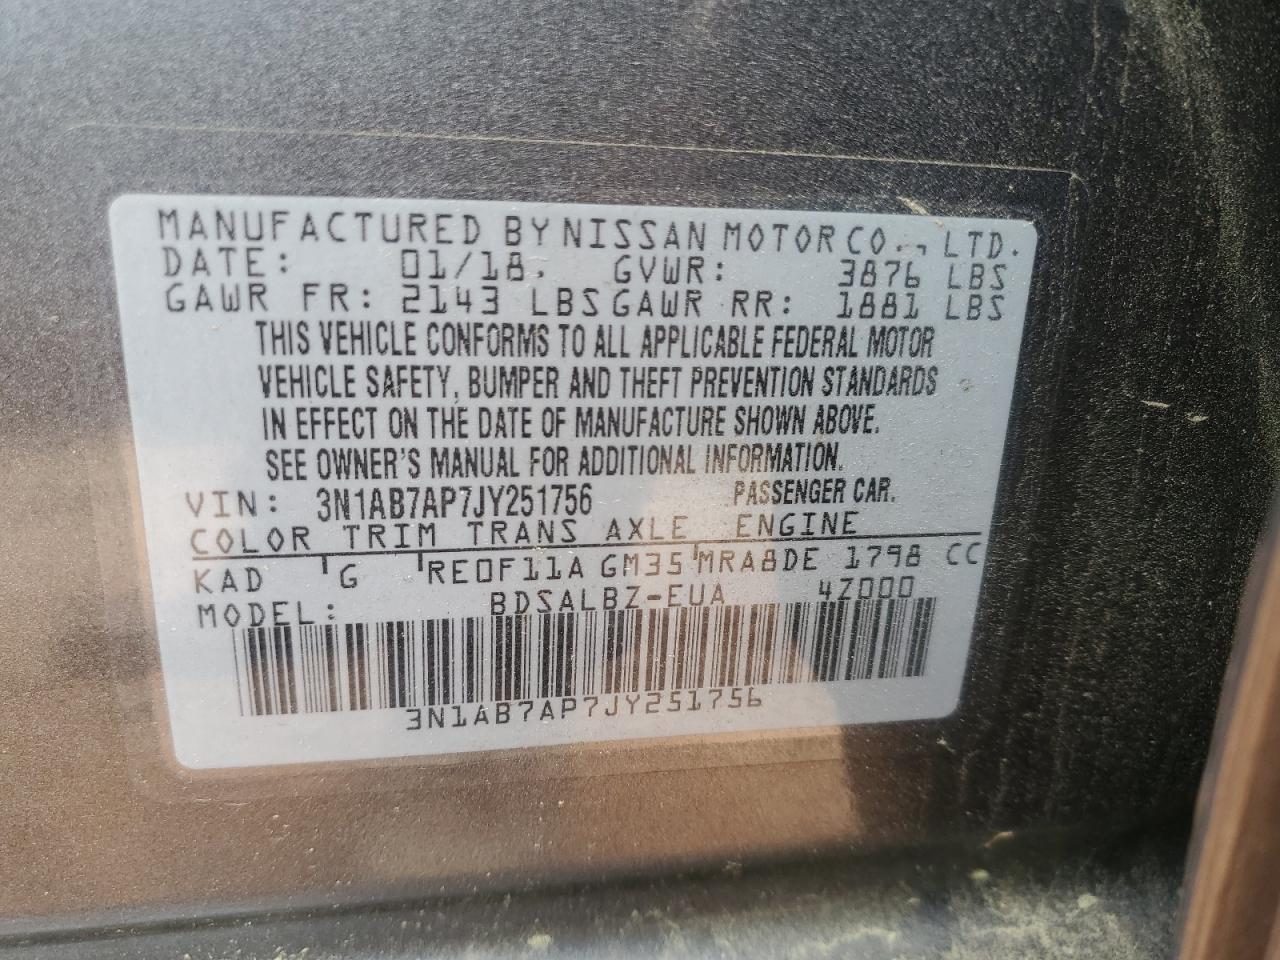 MANUFACTURED BY NISSAN MOTOR CO., LTD.
DATE: 01/18. GVWR: 3876 LBS
GAWR FR: 2143 LBS GAWR RR: 1881 LBS
THIS VEHICLE CONFORMS TO ALL APPLICABLE FEDERAL MOTOR
VEHICLE SAFETY, BUMPER AND THEFT PREVENTION STANDARDS
IN EFFECT ON THE DATE OF MANUFACTURE SHOWN ABOVE.
SEE OWNER'S MANUAL FOR ADDITIONAL INFORMATION.
VIN: 3N1AB7AP7JY251756 PASSENGER CAR.
COLOR TRIM TRANS AXLE ENGINE
KAD G RE0F11A GM35 MRA8DE 1798 CC
MODEL: BDSALBZ-EUA 4Z000
3N1AB7AP7JY251756